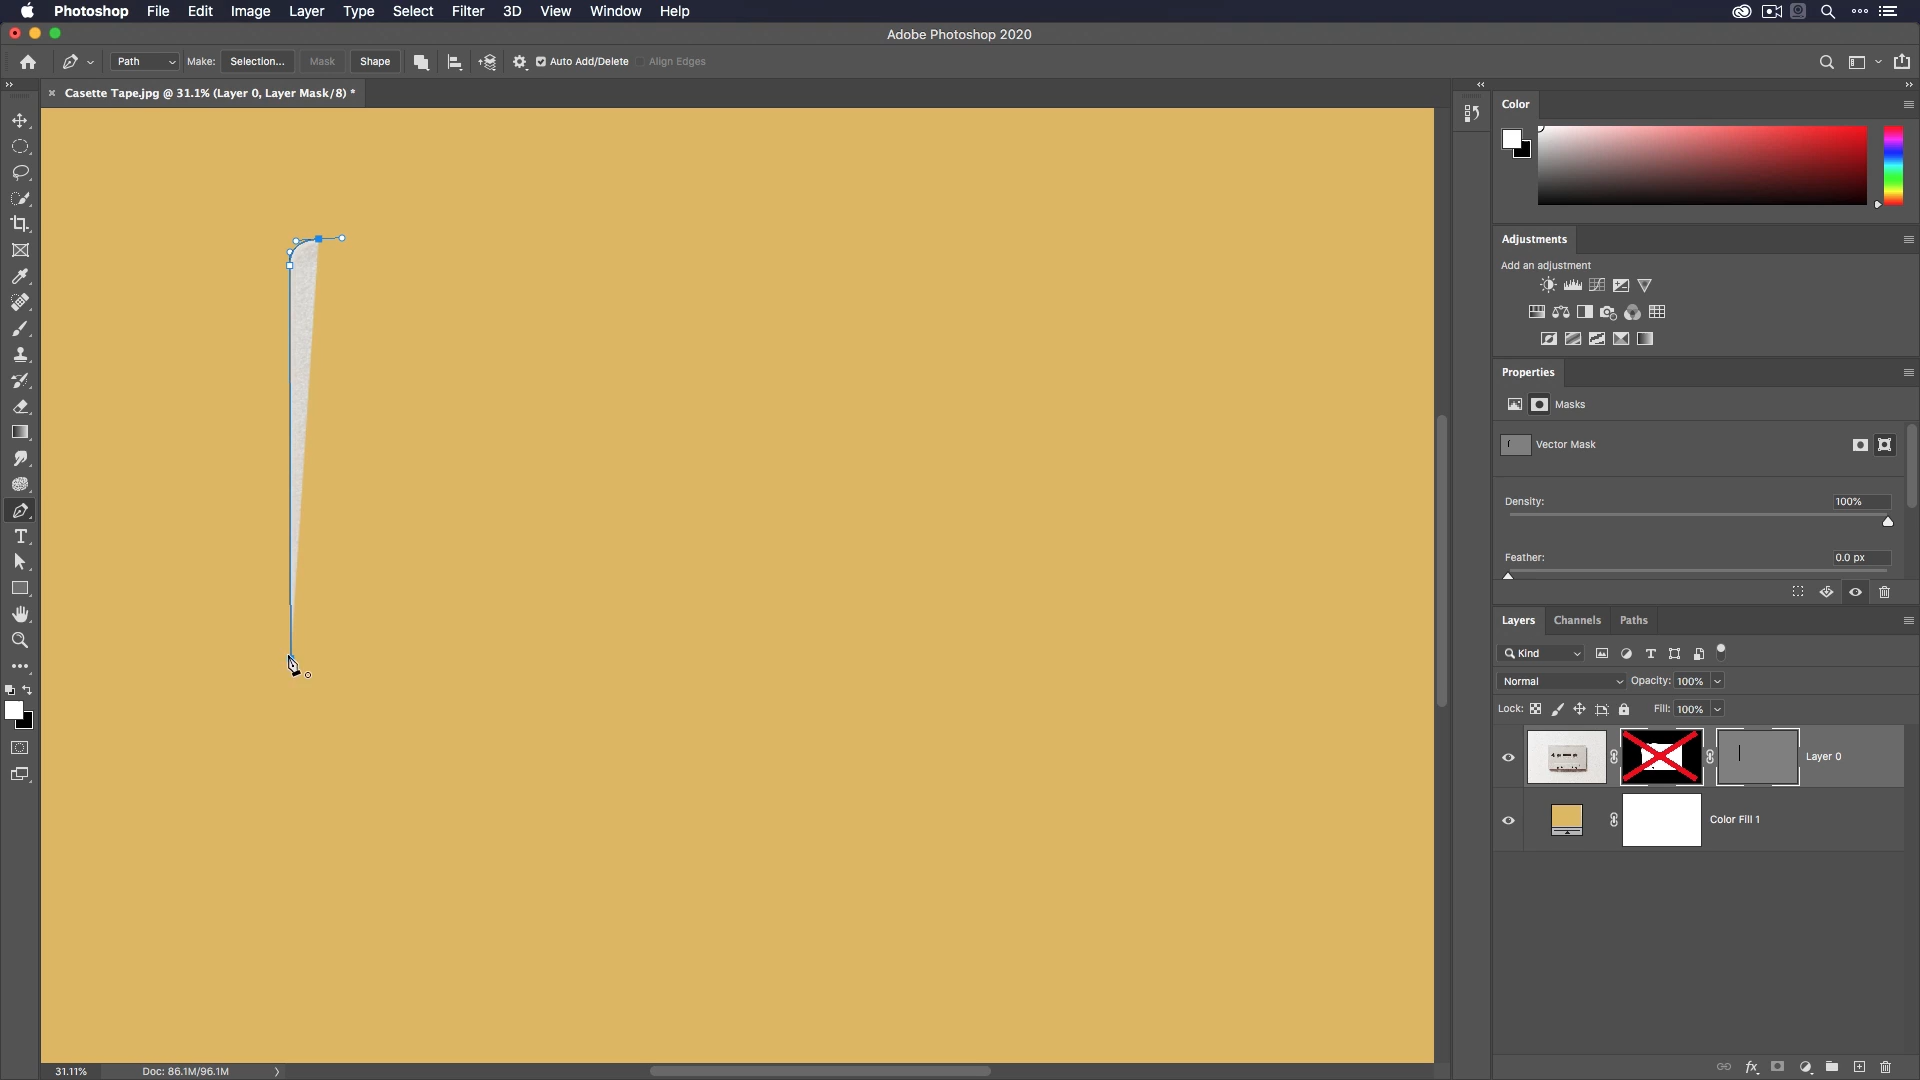 Photoshop File Edit Image Layer Type Select Filter 3D View Window Help
Adobe Photoshop 2020
Path Make: Selection... Mask Shape Auto Add/Delete Align Edges
Casette Tape.jpg @ 31.1% (Layer 0, Layer Mask/8) *
Color
Adjustments
Add an adjustment
Properties
Masks
Vector Mask
Density: 100%
Feather: 0.0 px
Layers Channels Paths
Kind
Normal Opacity: 100%
Lock: Fill: 100%
Layer 0
Color Fill 1
31.11% Doc: 86.1M/96.1M